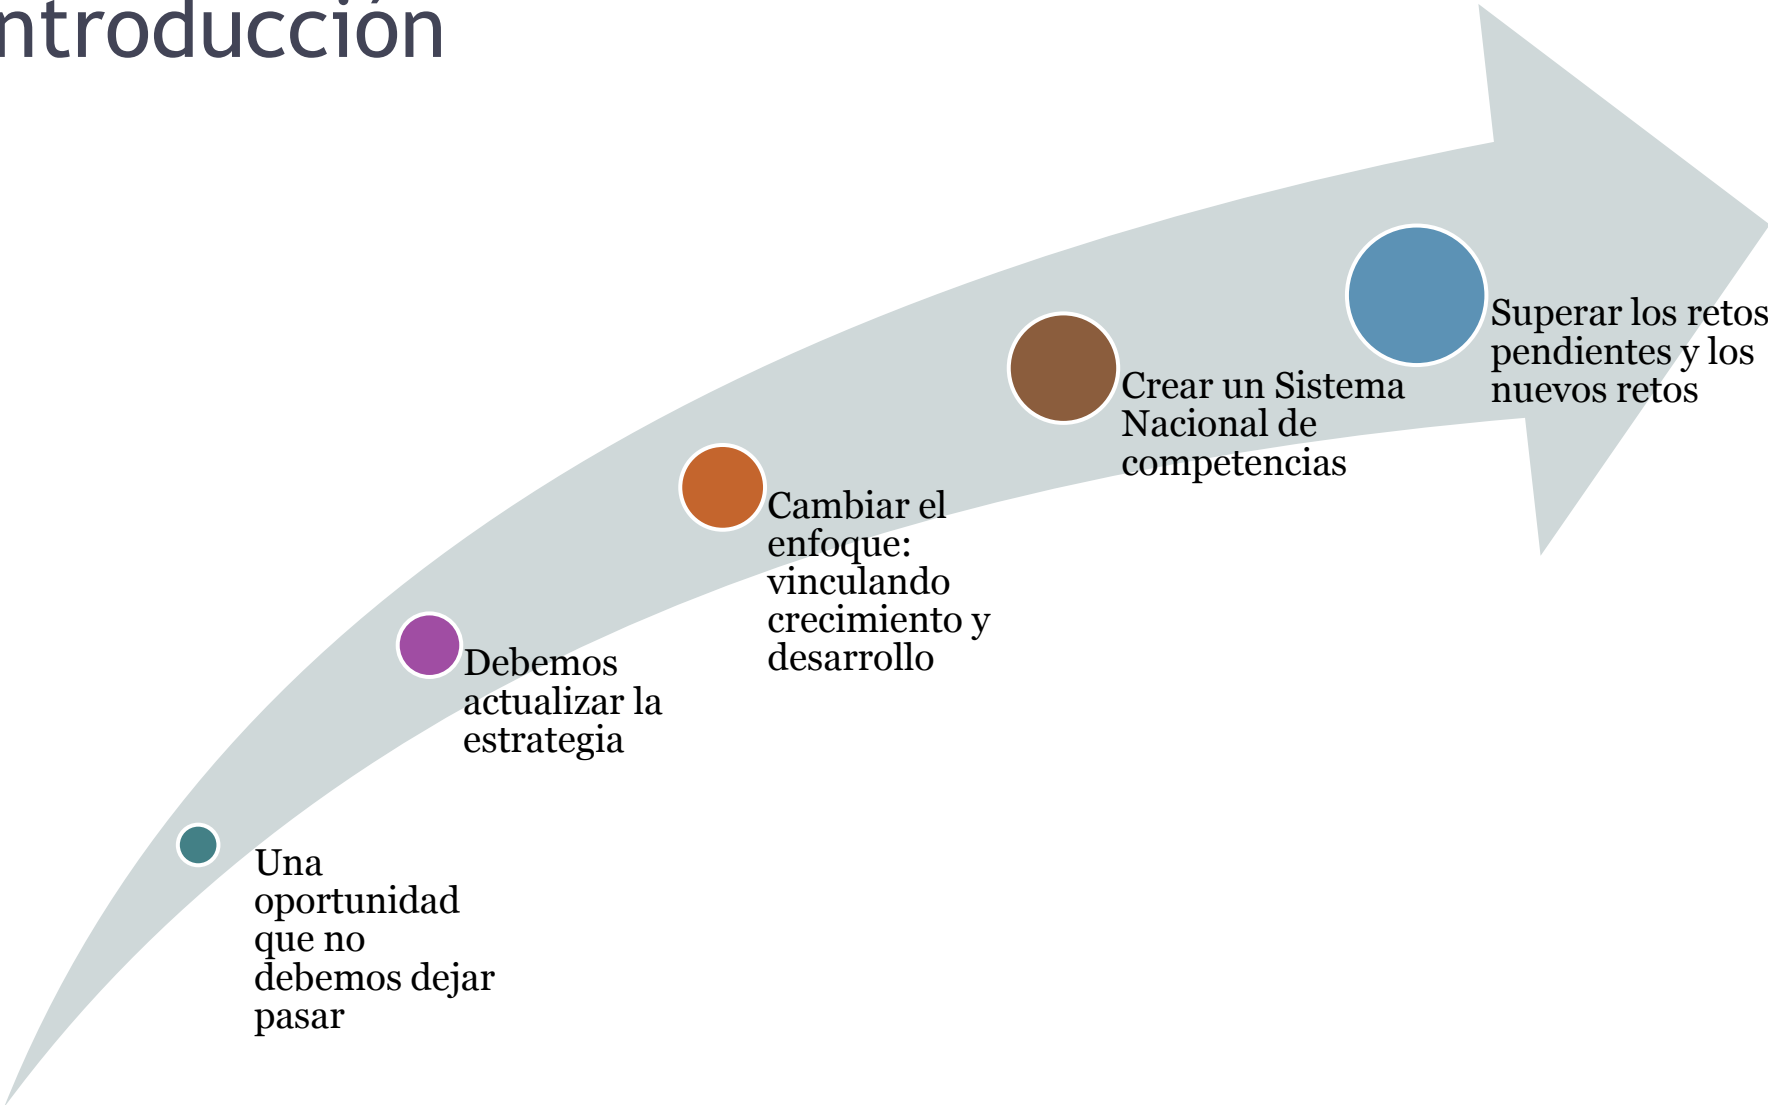 ntroducción
Una
oportunidad
que no
debemos dejar
pasar
Debemos
actualizar la
estrategia
Cambiar el
enfoque:
vinculando
crecimiento y
desarrollo
Crear un Sistema
Nacional de
competencias
Superar los retos
pendientes y los
nuevos retos